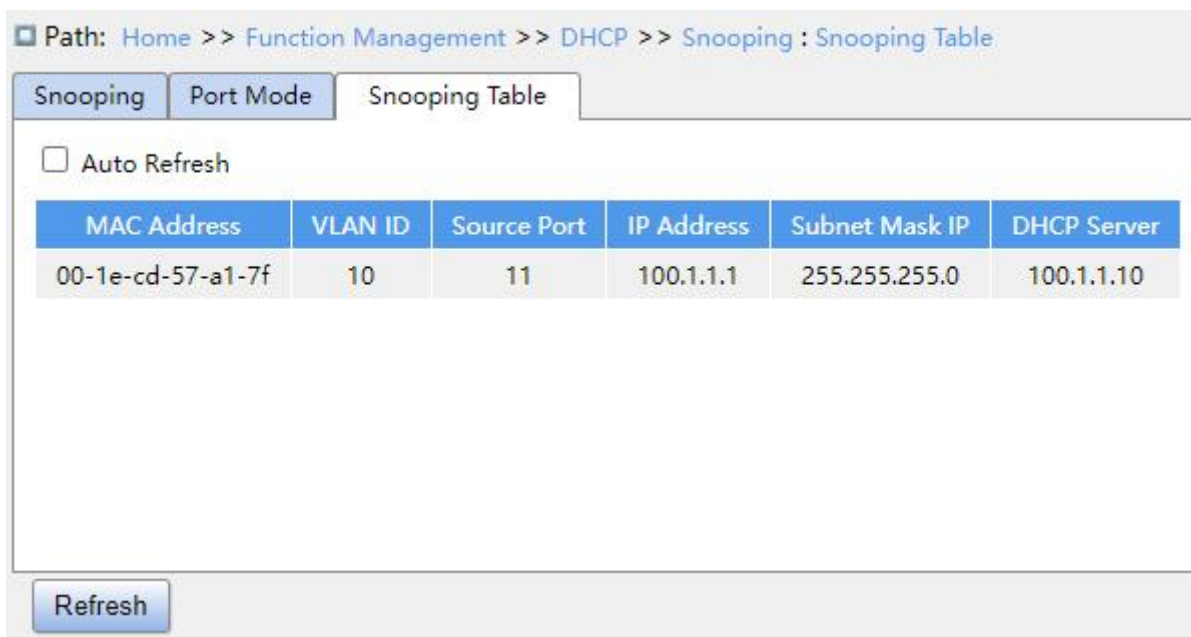 Path: Home >> Function Management >> DHCP >> Snooping : Snooping Table
Snooping Port Mode Snooping Table
Auto Refresh
MAC Address VLAN ID Source Port IP Address Subnet Mask IP DHCP Server
00-1e-cd-57-a1-7f 10 11 100.1.1.1 255.255.255.0 100.1.1.10
Refresh